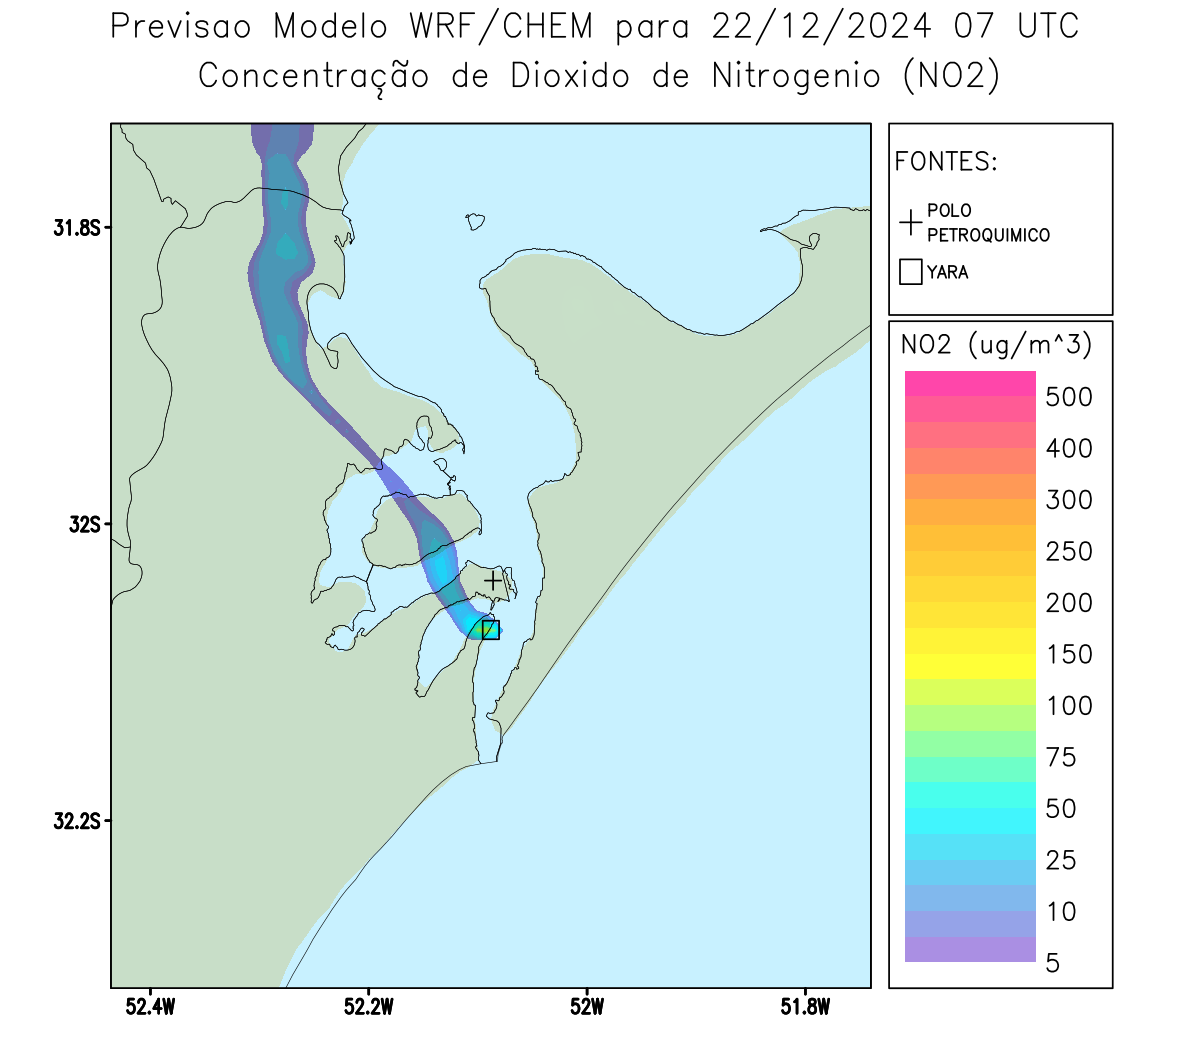 Previsao Modelo WRF/CHEM para 22/12/2024 07 UTC
Concentração de Dioxido de Nitrogenio (NO2)
FONTES:
POLO
PETROQUIMICO
YARA
NO2 (ug/m^3)
500
400
300
250
200
150
100
75
50
25
10
5
31.8S
32S
32.2S
52.4W
52.2W
52W
51.8W